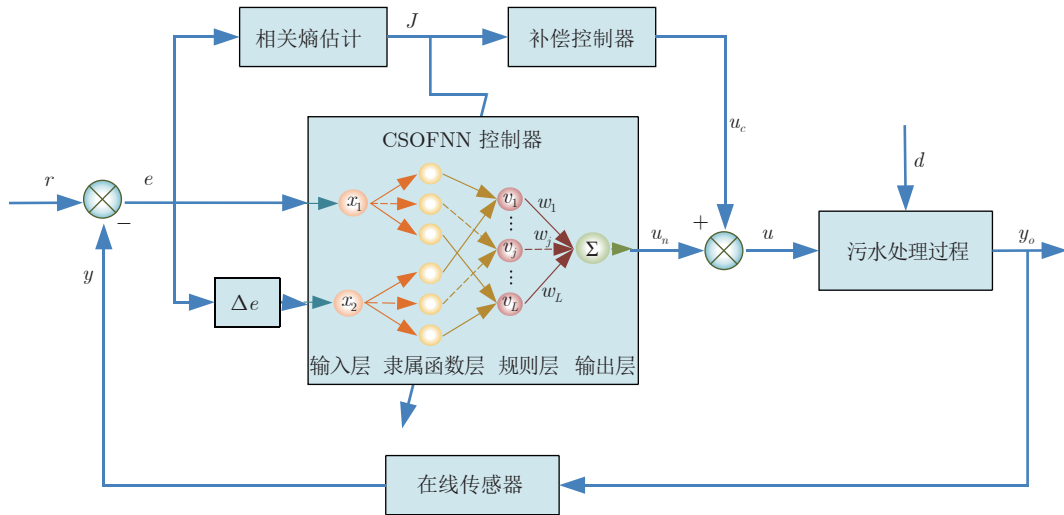 相关熵估计
J
补偿控制器
CSOFNN 控制器
u_c
d
r
e
−
y
x_1
x_2
Δe
v_1
⋮
v_j
⋮
v_L
w_1
w_j
w_L
Σ
u_n
+
u
污水处理过程
y_o
输入层 隶属函数层 规则层 输出层
在线传感器